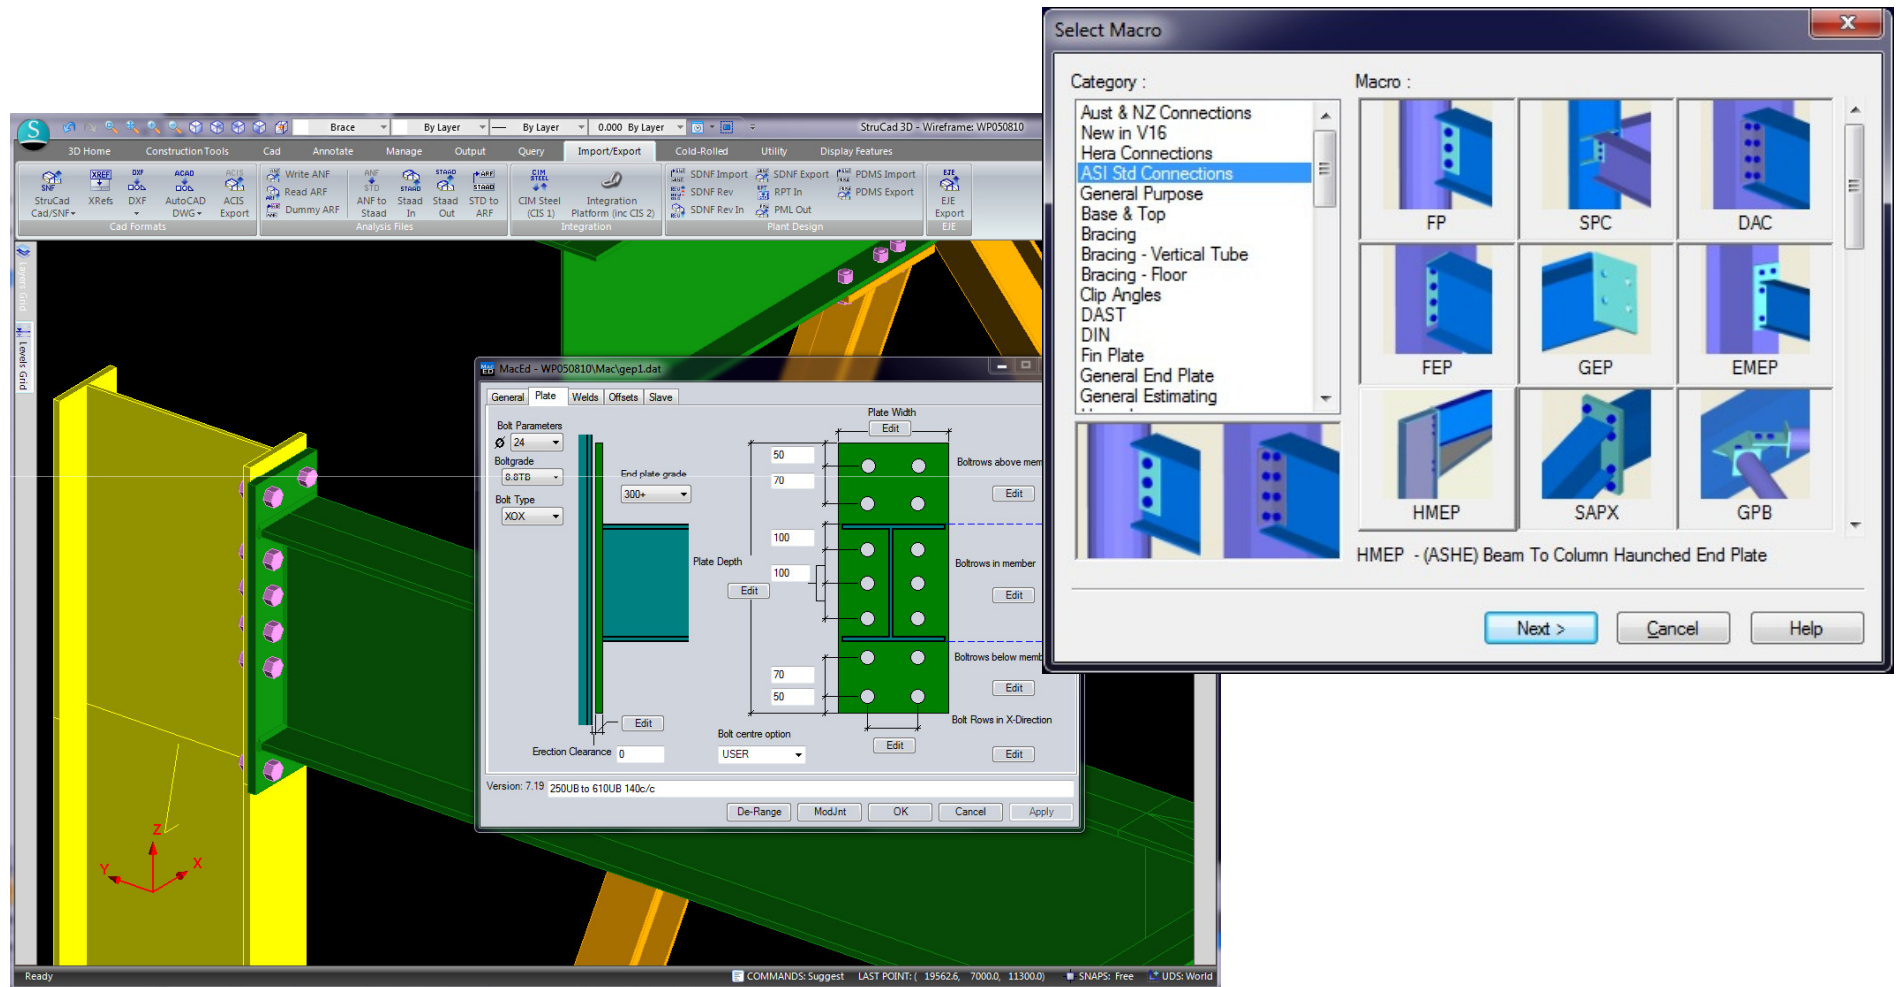 Brace
By Layer
By Layer
0.000 By Layer
StruCad 3D - Wireframe: WP050810
3D Home
Construction Tools
Cad
Annotate
Manage
Output
Query
Import/Export
Cold-Rolled
Utility
Display Features
StruCad
Cad/SNF
XRefs
DXF
AutoCAD
DWG
ACIS
Export
Cad Formats
Write ANF
Read ARF
Dummy ARF
ANF to
Staad
Staad
In
Staad
Out
STD to
ARF
Analysis Files
CIM Steel
(CIS 1)
Integration
Platform (inc CIS 2)
Integration
SDNF Import
SDNF Rev
SDNF Rev In
SDNF Export
RPT In
PML Out
PDMS Import
PDMS Export
Plant Design
EJE
Export
EJE
Layers Grid
Levels Grid
Z
Y
X
MacEd - WP050810\Mac\gep1.dat
General
Plate
Welds
Offsets
Slave
Bolt Parameters
Ø 24
Boltgrade
8.8TB
Bolt Type
XOX
End plate grade
300+
Plate Width
Edit
50
70
100
100
70
50
Plate Depth
Edit
Boltrows above mem
Edit
Boltrows in member
Edit
Boltrows below memb
Edit
Bolt Rows in X-Direction
Edit
Edit
Edit
Erection Clearance 0
Bolt centre option
USER
Version: 7.19 250UB to 610UB 140c/c
De-Range
ModJnt
OK
Cancel
Apply
Ready
COMMANDS: Suggest
LAST POINT: ( 19562.6, 7000.0, 11300.0)
SNAPS: Free
UDS: World
Select Macro
Category :
Aust & NZ Connections
New in V16
Hera Connections
ASI Std Connections
General Purpose
Base & Top
Bracing
Bracing - Vertical Tube
Bracing - Floor
Clip Angles
DAST
DIN
Fin Plate
General End Plate
General Estimating
Macro :
FP
SPC
DAC
FEP
GEP
EMEP
HMEP
SAPX
GPB
HMEP - (ASHE) Beam To Column Haunched End Plate
Next >
Cancel
Help